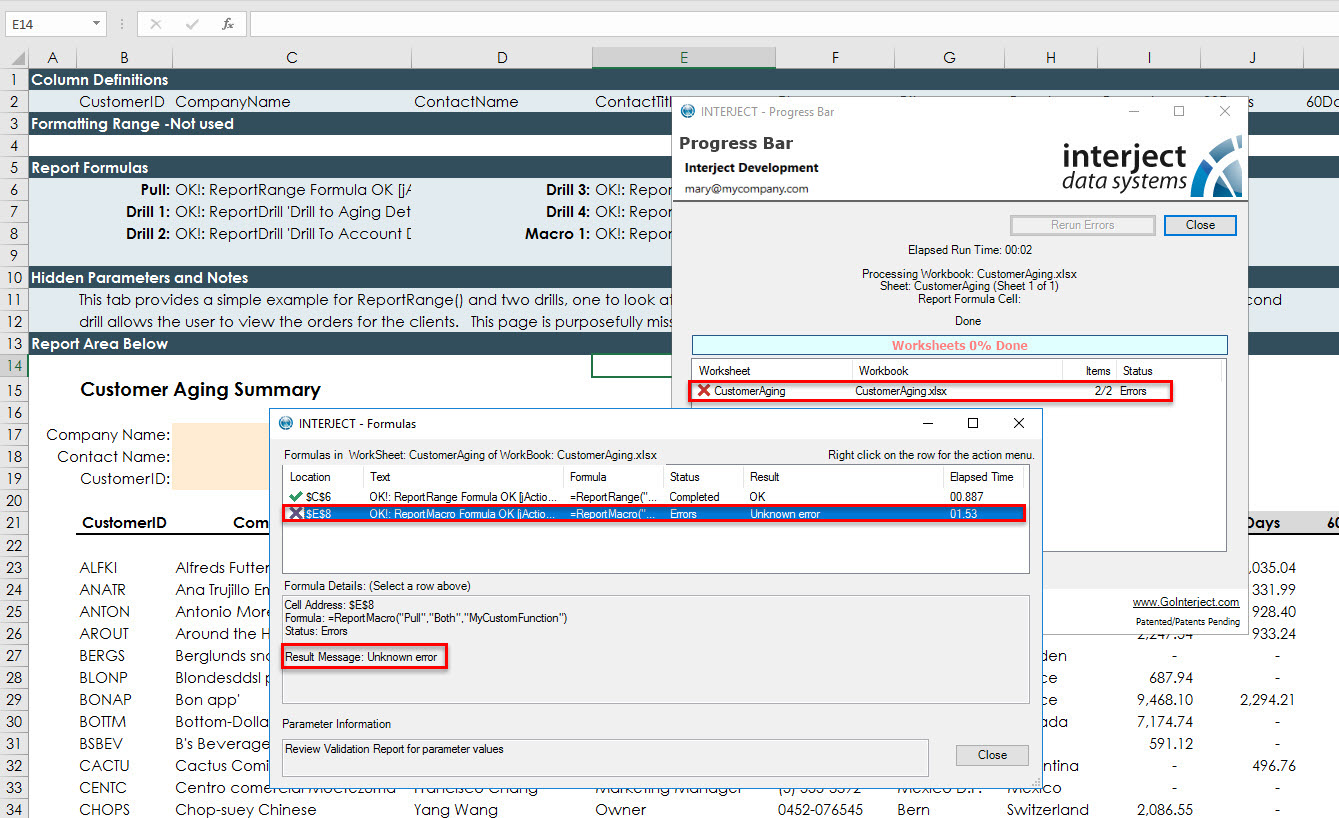 E14 fx
A B C D E F G H I J
1 Column Definitions
2 CustomerID CompanyName ContactName ContactTitl 60Da
3 Formatting Range -Not used
4
5 Report Formulas
6 Pull: OK!: ReportRange Formula OK [jA Drill 3: OK!: Repor
7 Drill 1: OK!: ReportDrill 'Drill to Aging Det Drill 4: OK!: Repor
8 Drill 2: OK!: ReportDrill 'Drill To Account D Macro 1: OK!: Repor
9
10 Hidden Parameters and Notes
11 This tab provides a simple example for ReportRange() and two drills, one to look at cond
12 drill allows the user to view the orders for the clients. This page is purposefully miss
13 Report Area Below
14
15 Customer Aging Summary
16
17 Company Name:
18 Contact Name:
19 CustomerID:
20
21 CustomerID Com Days 60
22
23 ALFKI Alfreds Futter ,035.04
24 ANATR Ana Trujillo Em 331.99
25 ANTON Antonio More 928.40
26 AROUT Around the H 2,247.54 933.24
27 BERGS Berglunds sna den - -
28 BLONP Blondesddsl p ce 687.94 -
29 BONAP Bon app' ce 9,468.10 2,294.21
30 BOTTM Bottom-Dolla ada 7,174.74 -
31 BSBEV B's Beverage 591.12 -
32 CACTU Cactus Comi ntina - 496.76
33 CENTC Centro comercial Moctezuma Francisco Chang Marketing Manager (5) 555-3392 México D.F. Mexico - -
34 CHOPS Chop-suey Chinese Yang Wang Owner 0452-076545 Bern Switzerland 2,086.55 -
INTERJECT - Progress Bar
Progress Bar
Interject Development
mary@mycompany.com
interject
data systems
Rerun Errors Close
Elapsed Run Time: 00:02
Processing Workbook: CustomerAging.xlsx
Sheet: CustomerAging (Sheet 1 of 1)
Report Formula Cell:
Done
Worksheets 0% Done
Worksheet Workbook Items Status
CustomerAging CustomerAging.xlsx 2/2 Errors
www.GoInterject.com
Patented/Patents Pending
INTERJECT - Formulas
Formulas in WorkSheet: CustomerAging of WorkBook: CustomerAging.xlsx Right click on the row for the action menu.
Location Text Formula Status Result Elapsed Time
$C$6 OK!: ReportRange Formula OK [jActio... =ReportRange("... Completed OK 00.887
$E$8 OK!: ReportMacro Formula OK [jActio... =ReportMacro("... Errors Unknown error 01.53
Formula Details: (Select a row above)
Cell Address: $E$8
Formula: =ReportMacro("Pull","Both","MyCustomFunction")
Status: Errors
Result Message: Unknown error
Parameter Information
Review Validation Report for parameter values
Close